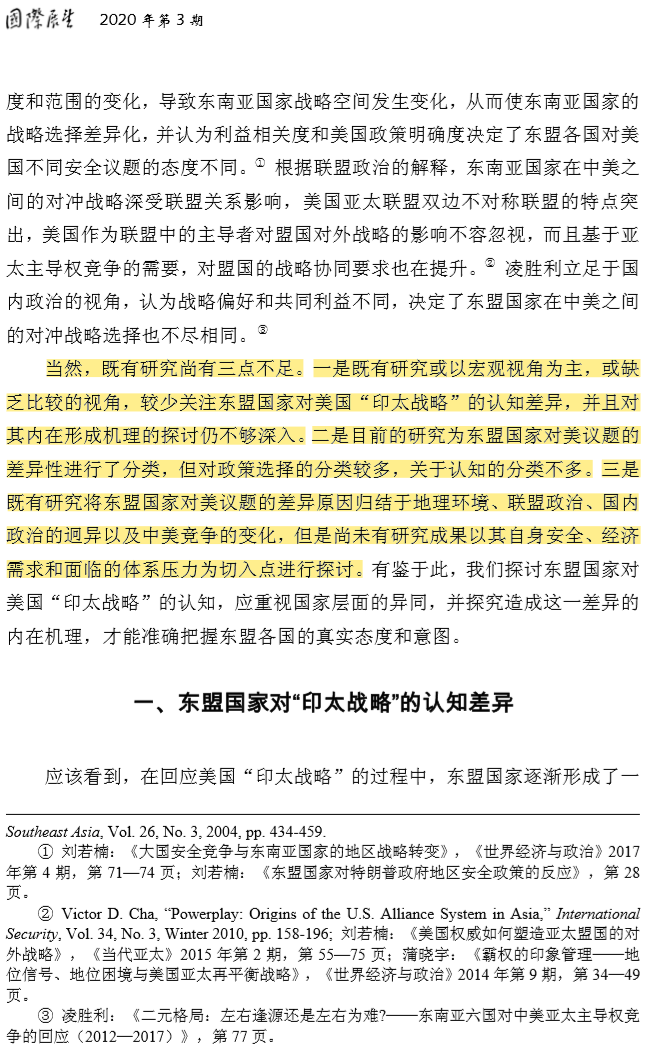 國際展望 2020 年第 3 期
度和范围的变化，导致东南亚国家战略空间发生变化，从而使东南亚国家的
战略选择差异化，并认为利益相关度和美国政策明确度决定了东盟各国对美
国不同安全议题的态度不同。① 根据联盟政治的解释，东南亚国家在中美之
间的对冲战略深受联盟关系影响，美国亚太联盟双边不对称联盟的特点突
出，美国作为联盟中的主导者对盟国对外战略的影响不容忽视，而且基于亚
太主导权竞争的需要，对盟国的战略协同要求也在提升。② 凌胜利立足于国
内政治的视角，认为战略偏好和共同利益不同，决定了东盟国家在中美之间
的对冲战略选择也不尽相同。③
当然，既有研究尚有三点不足。一是既有研究或以宏观视角为主，或缺
乏比较的视角，较少关注东盟国家对美国“印太战略”的认知差异，并且对
其内在形成机理的探讨仍不够深入。二是目前的研究为东盟国家对美议题的
差异性进行了分类，但对政策选择的分类较多，关于认知的分类不多。三是
既有研究将东盟国家对美议题的差异原因归结于地理环境、联盟政治、国内
政治的迥异以及中美竞争的变化，但是尚未有研究成果以其自身安全、经济
需求和面临的体系压力为切入点进行探讨。有鉴于此，我们探讨东盟国家对
美国“印太战略”的认知，应重视国家层面的异同，并探究造成这一差异的
内在机理，才能准确把握东盟各国的真实态度和意图。
一、东盟国家对“印太战略”的认知差异
应该看到，在回应美国“印太战略”的过程中，东盟国家逐渐形成了一
Southeast Asia, Vol. 26, No. 3, 2004, pp. 434-459.
① 刘若楠：《大国安全竞争与东南亚国家的地区战略转变》，《世界经济与政治》2017
年第 4 期，第 71—74 页；刘若楠：《东盟国家对特朗普政府地区安全政策的反应》，第 28
页。
② Victor D. Cha, “Powerplay: Origins of the U.S. Alliance System in Asia,” International
Security, Vol. 34, No. 3, Winter 2010, pp. 158-196; 刘若楠：《美国权威如何塑造亚太盟国的对
外战略》，《当代亚太》2015 年第 2 期，第 55—75 页；蒲晓宇：《霸权的印象管理——地
位信号、地位困境与美国亚太再平衡战略》，《世界经济与政治》2014 年第 9 期，第 34—49
页。
③ 凌胜利：《二元格局：左右逢源还是左右为难?——东南亚六国对中美亚太主导权竞
争的回应（2012—2017）》，第 77 页。